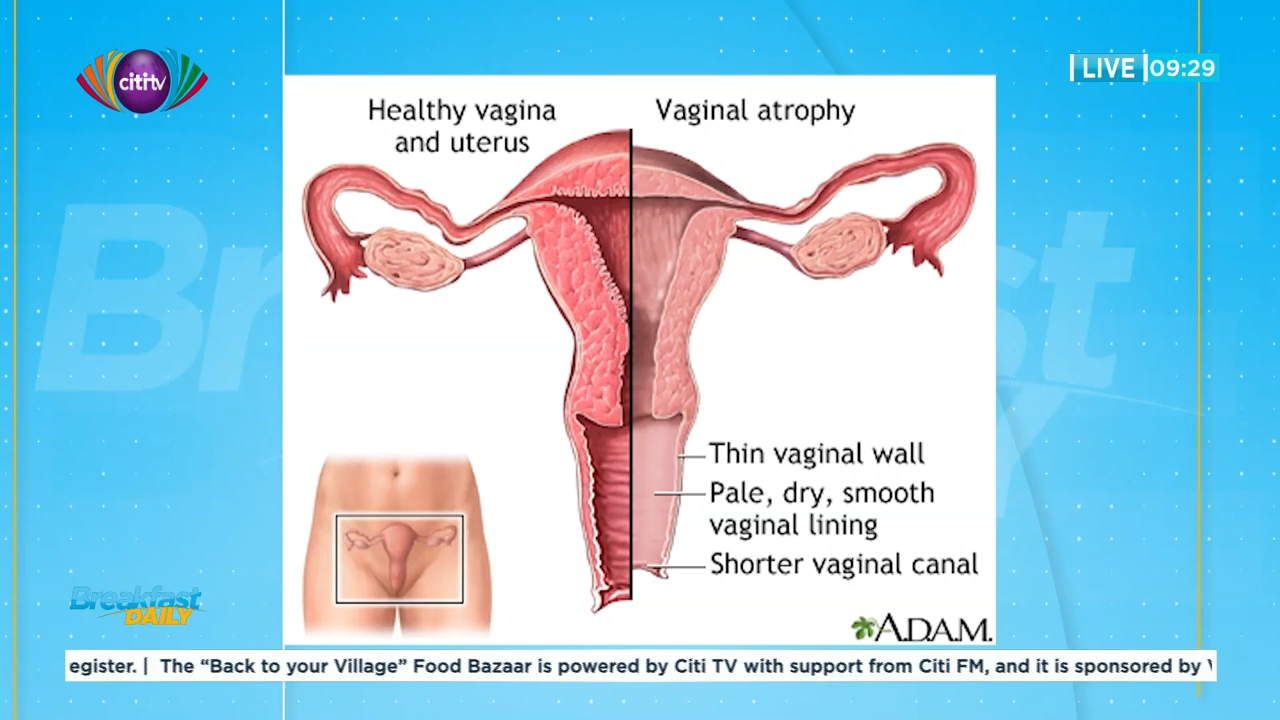 cititv
LIVE 09:29
Healthy vagina
and uterus
Vaginal atrophy
Thin vaginal wall
Pale, dry, smooth
vaginal lining
Shorter vaginal canal
A.D.A.M.
Breakfast
DAILY
egister. | The “Back to your Village” Food Bazaar is powered by Citi TV with support from Citi FM, and it is sponsored by